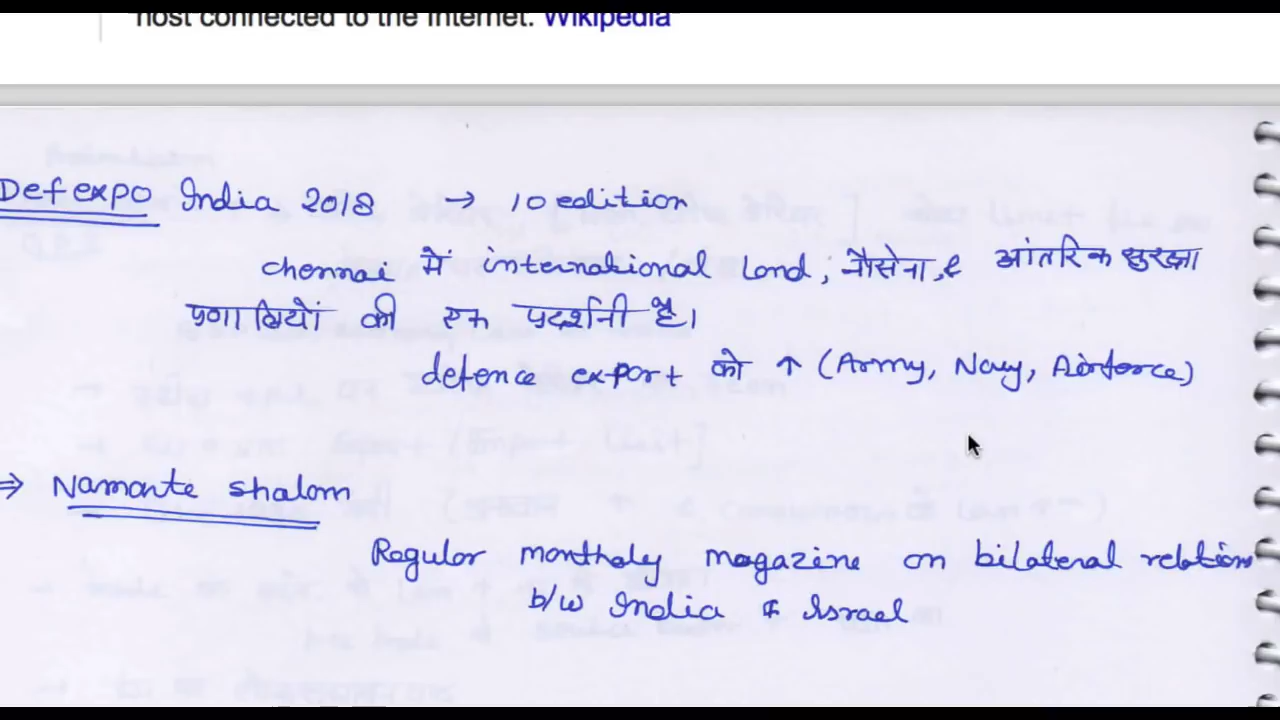 host connected to the Internet. Wikipedia
Defexpo India 2018 → 10 edition
chennai में international Land, नौसेना, & आंतरिक सुरक्षा
प्रणालियों की एक प्रदर्शनी है।
defence export को ↑ (Army, Navy, Airforce)
⇒ Namaste shalom
Regular monthaly magazine on bilateral relation
b/w India & Israel